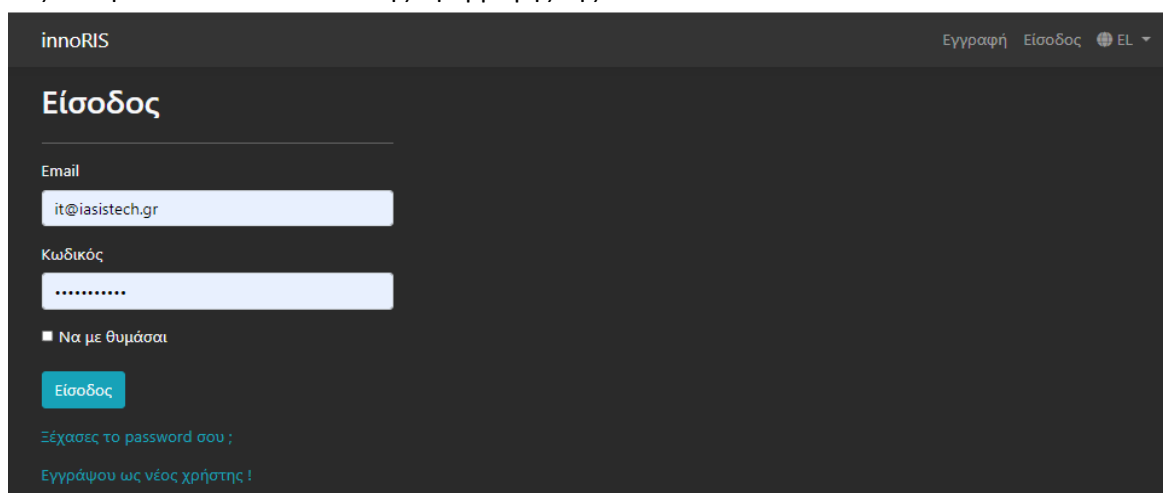 innoRIS
Εγγραφή Είσοδος EL
Είσοδος
Email
it@iasistech.gr
Κωδικός
...........
Να με θυμάσαι
Είσοδος
Ξέχασες το password σου ;
Εγγράψου ως νέος χρήστης !